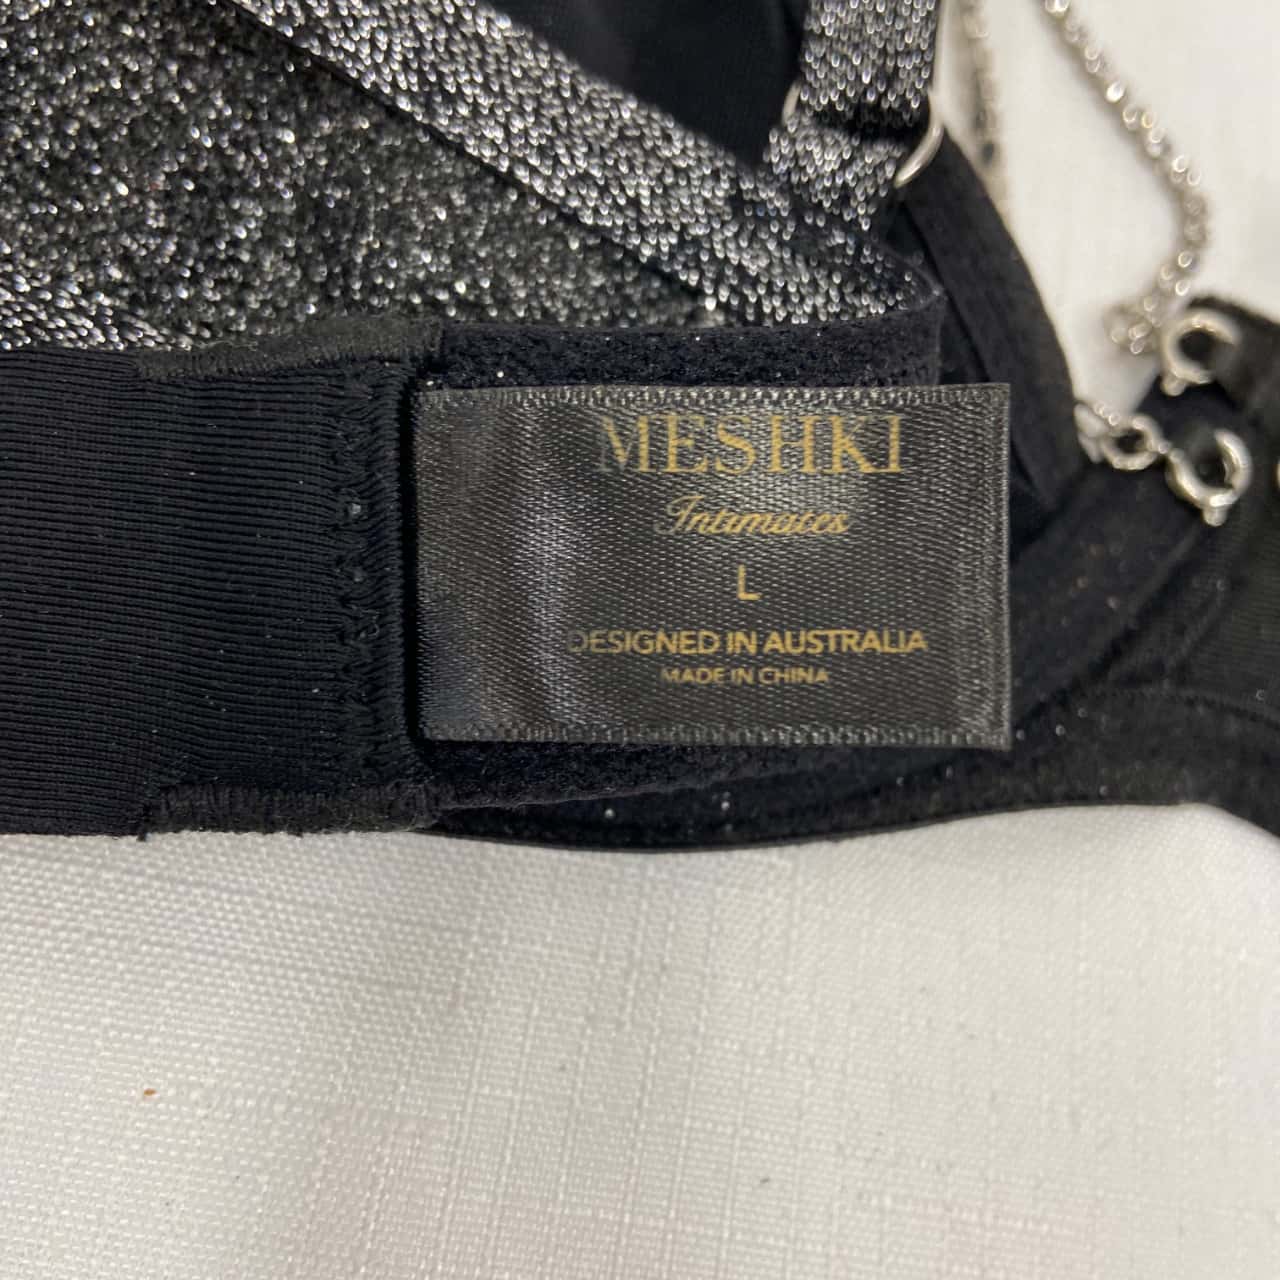 MESHKI
Intimates
L
DESIGNED IN AUSTRALIA
MADE IN CHINA